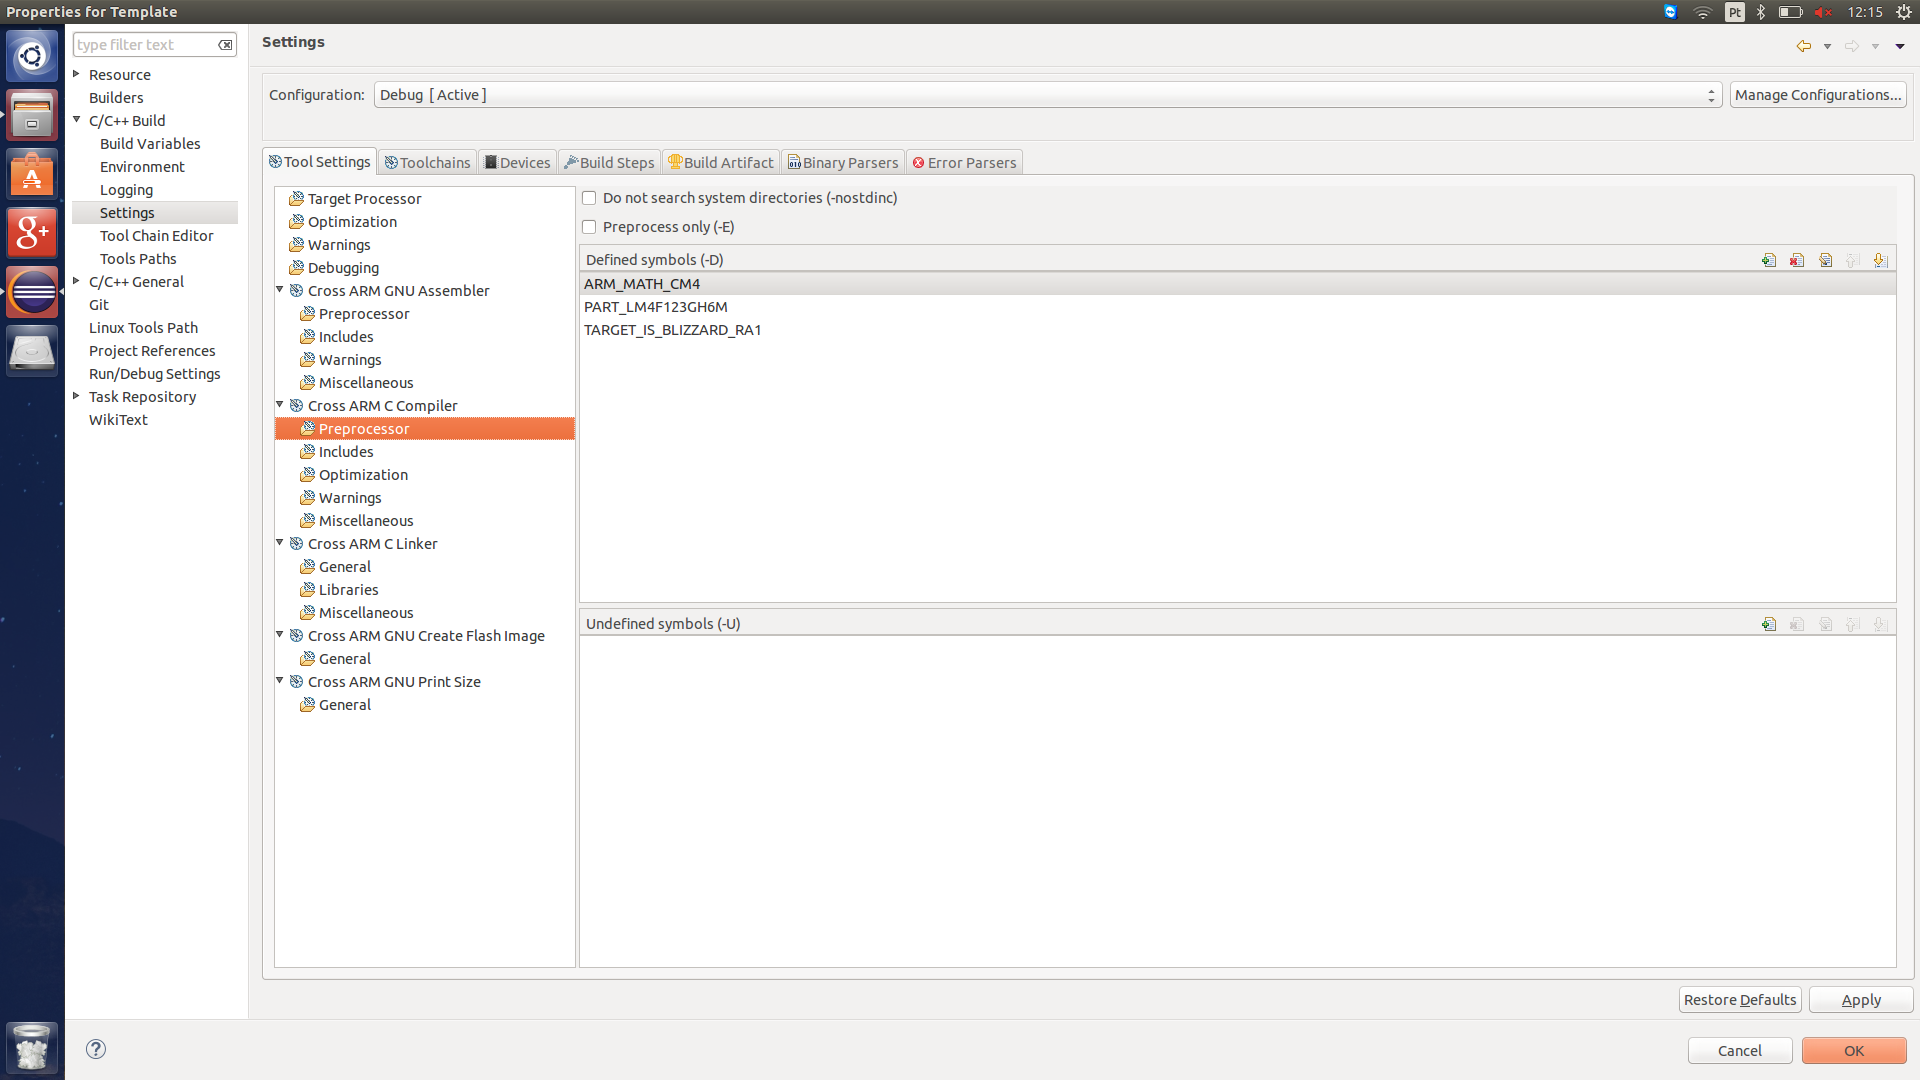 Properties for Template
Pt
12:15
type filter text
Resource
Builders
C/C++ Build
Build Variables
Environment
Logging
Settings
Tool Chain Editor
Tools Paths
C/C++ General
Git
Linux Tools Path
Project References
Run/Debug Settings
Task Repository
WikiText
Settings
Configuration:
Debug [ Active ]
Manage Configurations...
Tool Settings
Toolchains
Devices
Build Steps
Build Artifact
Binary Parsers
Error Parsers
Target Processor
Optimization
Warnings
Debugging
Cross ARM GNU Assembler
Preprocessor
Includes
Warnings
Miscellaneous
Cross ARM C Compiler
Preprocessor
Includes
Optimization
Warnings
Miscellaneous
Cross ARM C Linker
General
Libraries
Miscellaneous
Cross ARM GNU Create Flash Image
General
Cross ARM GNU Print Size
General
Do not search system directories (-nostdinc)
Preprocess only (-E)
Defined symbols (-D)
ARM_MATH_CM4
PART_LM4F123GH6M
TARGET_IS_BLIZZARD_RA1
Undefined symbols (-U)
Restore Defaults
Apply
Cancel
OK